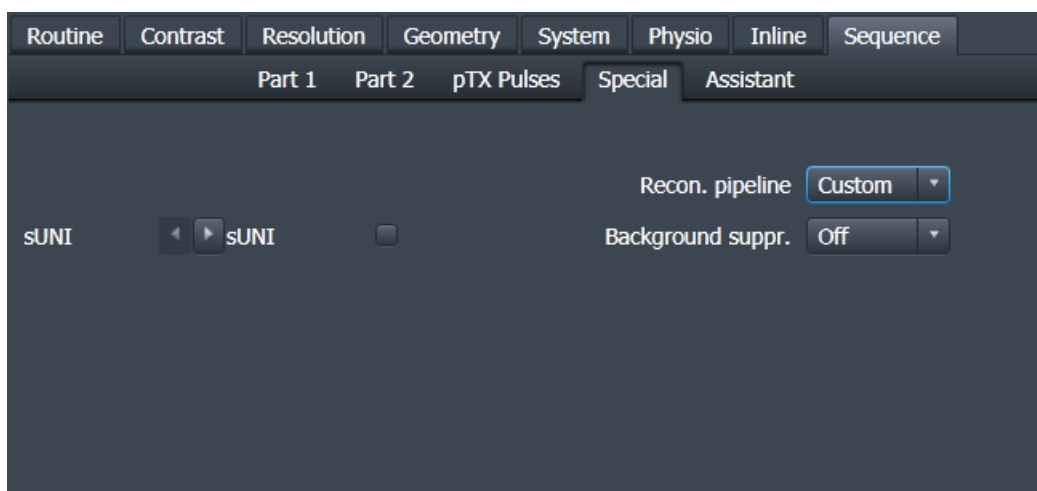 Routine Contrast Resolution Geometry System Physio Inline Sequence
Part 1 Part 2 pTX Pulses Special Assistant
Recon. pipeline Custom
sUNI sUNI Background suppr. Off